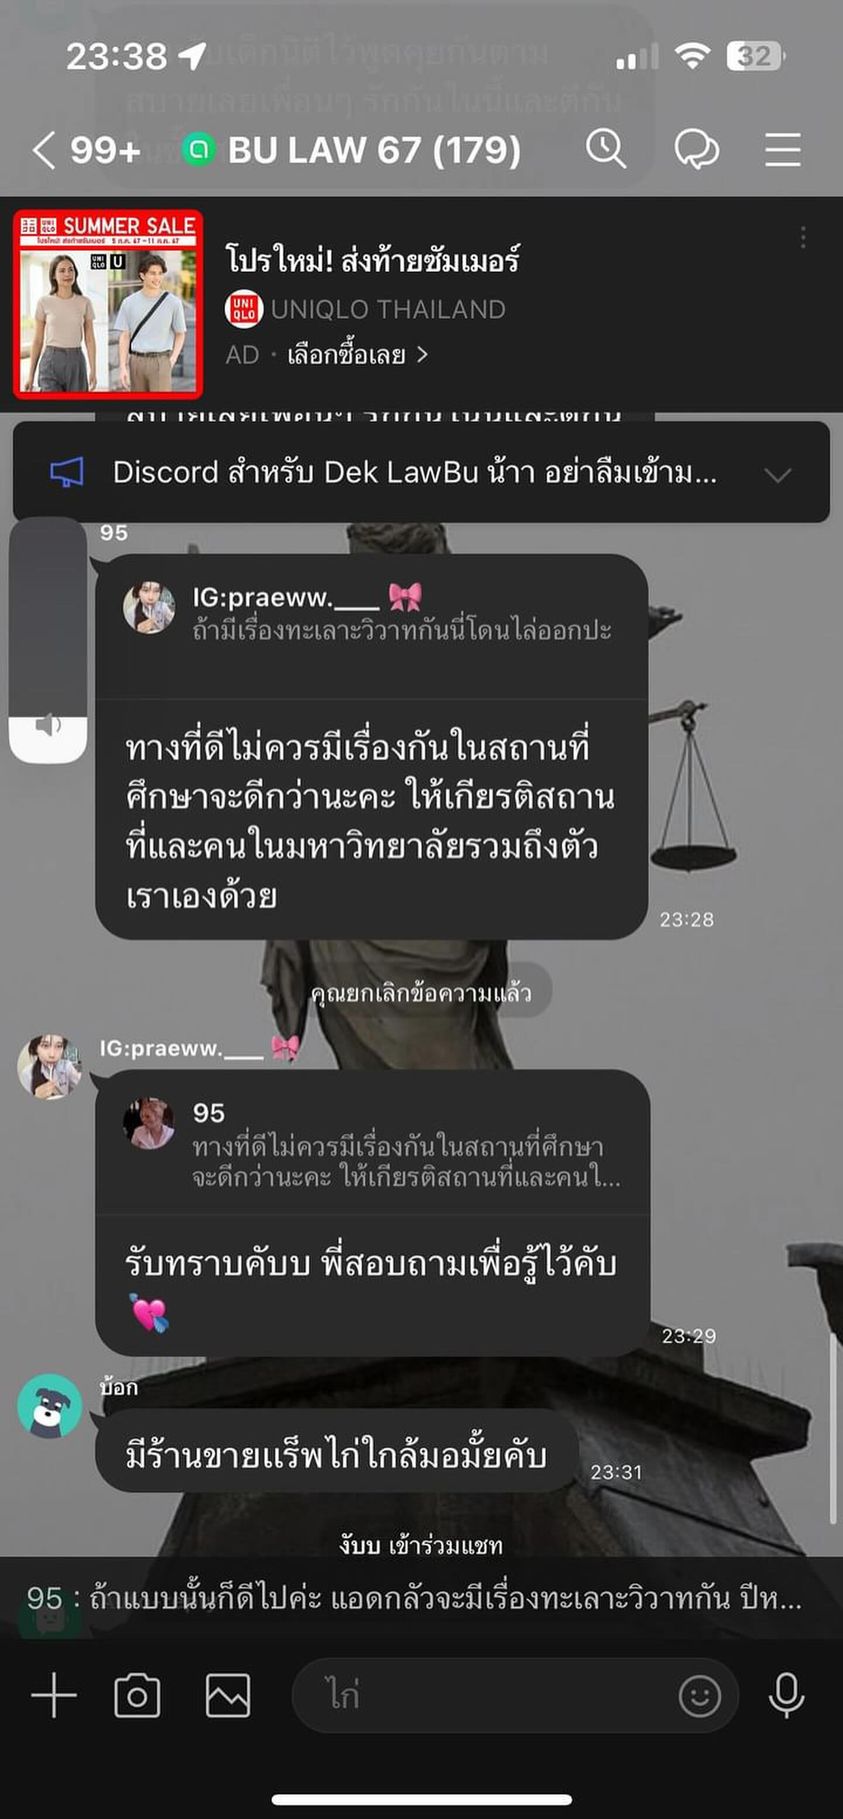 23:38
32
99+
BU LAW 67 (179)
SUMMER SALE
UNI QLO
U
โปรใหม่! ส่งท้ายซัมเมอร์
UNI QLO
UNIQLO THAILAND
AD · เลือกซื้อเลย >
Discord สำหรับ Dek LawBu น้าา อย่าลืมเข้าม...
95
IG:praeww.___ 🎀
ถ้ามีเรื่องทะเลาะวิวาทกันนี่โดนไล่ออกปะ
ทางที่ดีไม่ควรมีเรื่องกันในสถานที่
ศึกษาจะดีกว่านะคะ ให้เกียรติสถาน
ที่และคนในมหาวิทยาลัยรวมถึงตัว
เราเองด้วย
23:28
คุณยกเลิกข้อความแล้ว
IG:praeww.___ 🎀
95
ทางที่ดีไม่ควรมีเรื่องกันในสถานที่ศึกษา
จะดีกว่านะคะ ให้เกียรติสถานที่และคนใ...
รับทราบคับบ พี่สอบถามเพื่อรู้ไว้คับ
💘
23:29
บ้อก
มีร้านขายแร็พไก่ใกล้มอมั้ยคับ
23:31
งับบ เข้าร่วมแชท
95 : ถ้าแบบนั้นก็ดีไปค่ะ แอดกลัวจะมีเรื่องทะเลาะวิวาทกัน ปีห...
ไก่